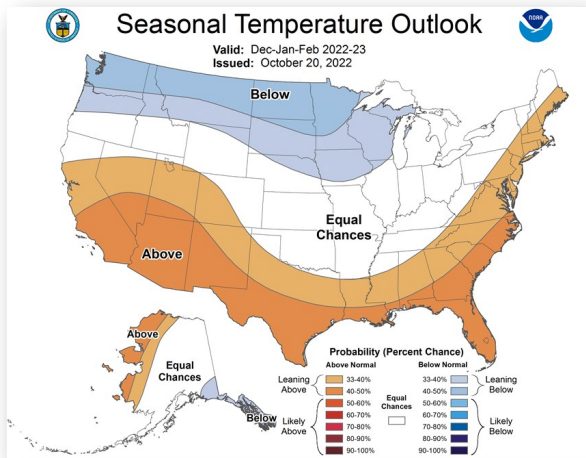 Seasonal Temperature Outlook
NOAA
Valid: Dec-Jan-Feb 2022-23
Issued: October 20, 2022
Below
Equal
Chances
Above
Above
Equal
Chances
Below
Probability (Percent Chance)
Above Normal
Below Normal
Leaning
Above
33-40%
40-50%
Likely
Above
50-60%
60-70%
70-80%
80-90%
90-100%
Equal
Chances
33-40%
40-50%
Leaning
Below
50-60%
60-70%
70-80%
80-90%
90-100%
Likely
Below